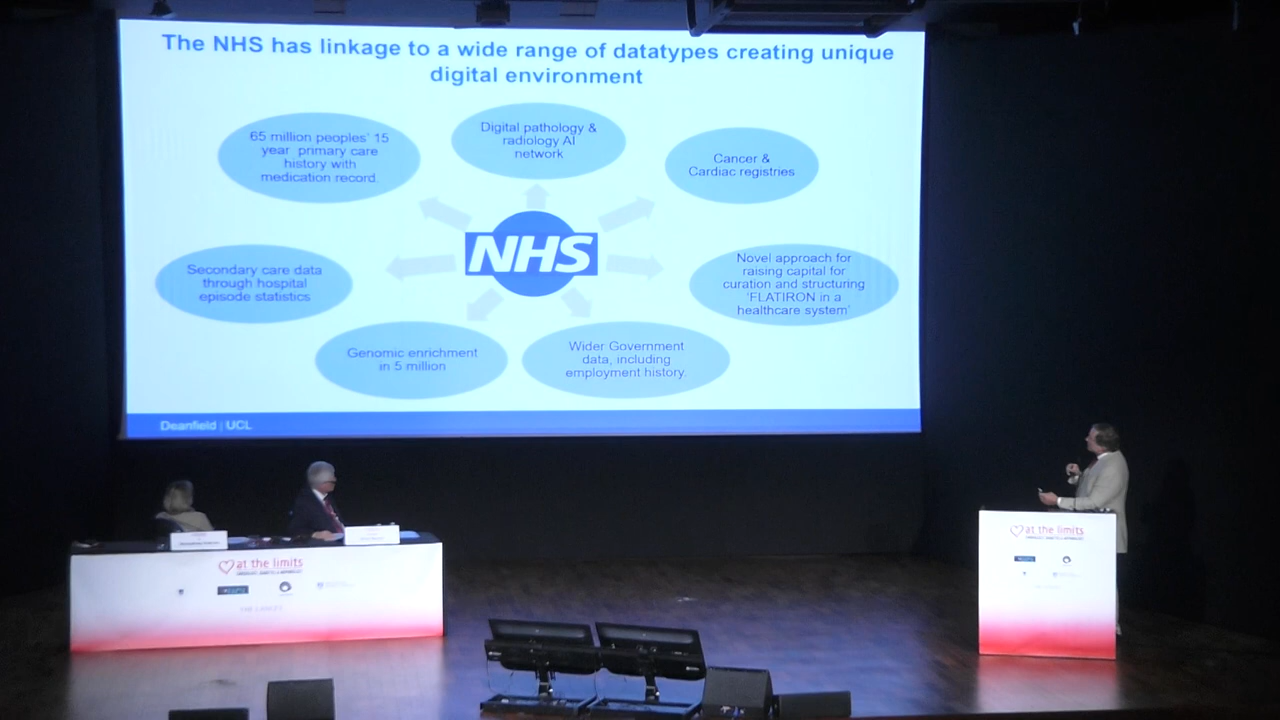 The NHS has linkage to a wide range of datatypes creating unique
digital environment
65 million peoples' 15
year primary care
history with
medication record.
Digital pathology &
radiology AI
network
Cancer &
Cardiac registries
NHS
Secondary care data
through hospital
episode statistics
Novel approach for
raising capital for
curation and structuring
'FLATIRON in a
healthcare system'
Genomic enrichment
in 5 million
Wider Government
data, including
employment history.
Deanfield | UCL
at the limits
at the limits